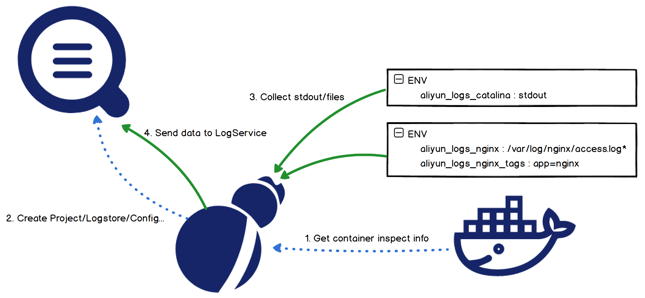 ENV
aliyun_logs_catalina : stdout
3. Collect stdout/files
ENV
aliyun_logs_nginx : /var/log/nginx/access.log*
aliyun_logs_nginx_tags : app=nginx
4. Send data to LogService
2. Create Project/Logstore/Config...
1. Get container inspect info